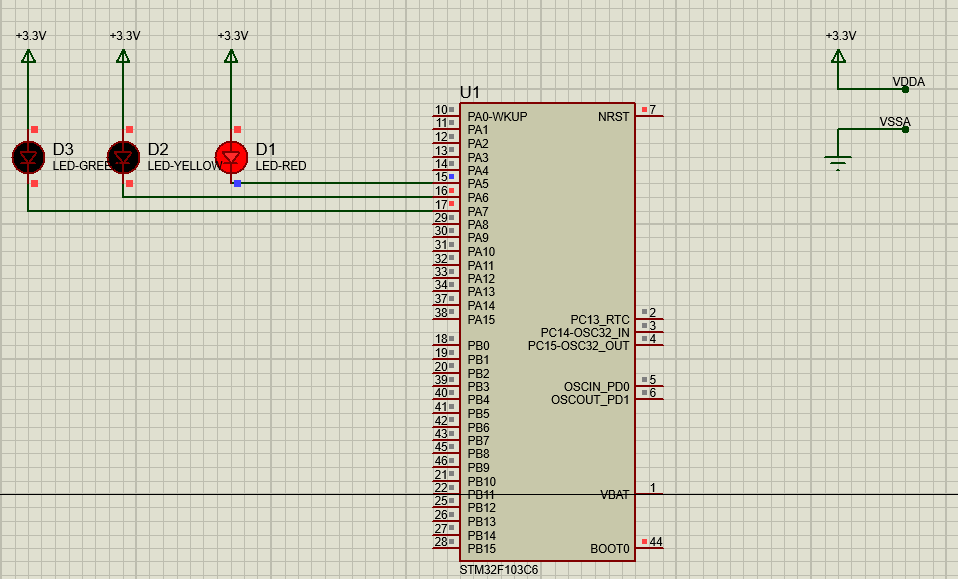 +3.3V
+3.3V
+3.3V
+3.3V
VDDA
VSSA
D3
LED-GREE
D2
LED-YELLOW
D1
LED-RED
U1
10 PA0-WKUP
11 PA1
12 PA2
13 PA3
14 PA4
15 PA5
16 PA6
17 PA7
29 PA8
30 PA9
31 PA10
32 PA11
33 PA12
34 PA13
37 PA14
38 PA15
18 PB0
19 PB1
20 PB2
39 PB3
40 PB4
41 PB5
42 PB6
43 PB7
45 PB8
46 PB9
21 PB10
22 PB11
25 PB12
26 PB13
27 PB14
28 PB15
NRST 7
PC13_RTC 2
PC14-OSC32_IN 3
PC15-OSC32_OUT 4
OSCIN_PD0 5
OSCOUT_PD1 6
VBAT 1
BOOT0 44
STM32F103C6